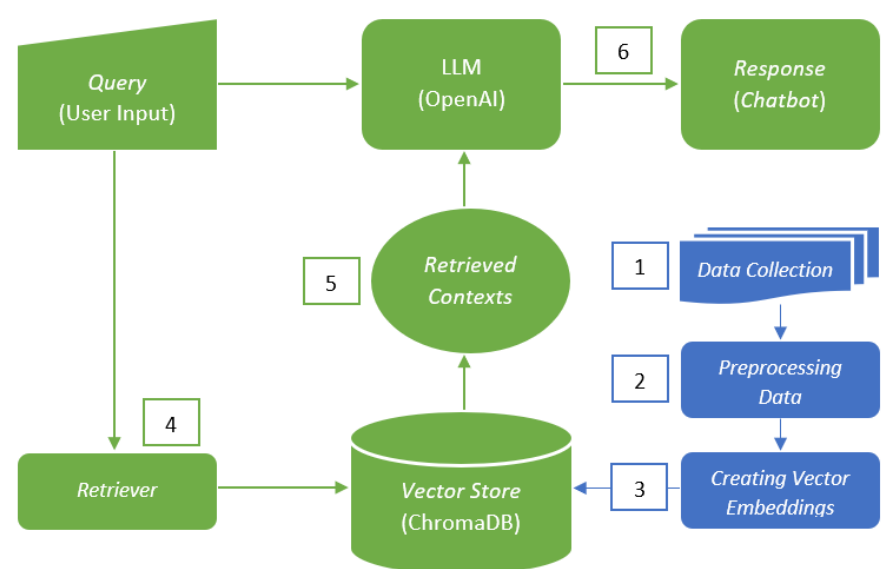 Query
(User Input)
LLM
(OpenAI)
6
Response
(Chatbot)
Retrieved
Contexts
5
1
Data Collection
2
Preprocessing
Data
4
Retriever
Vector Store
(ChromaDB)
3
Creating Vector
Embeddings